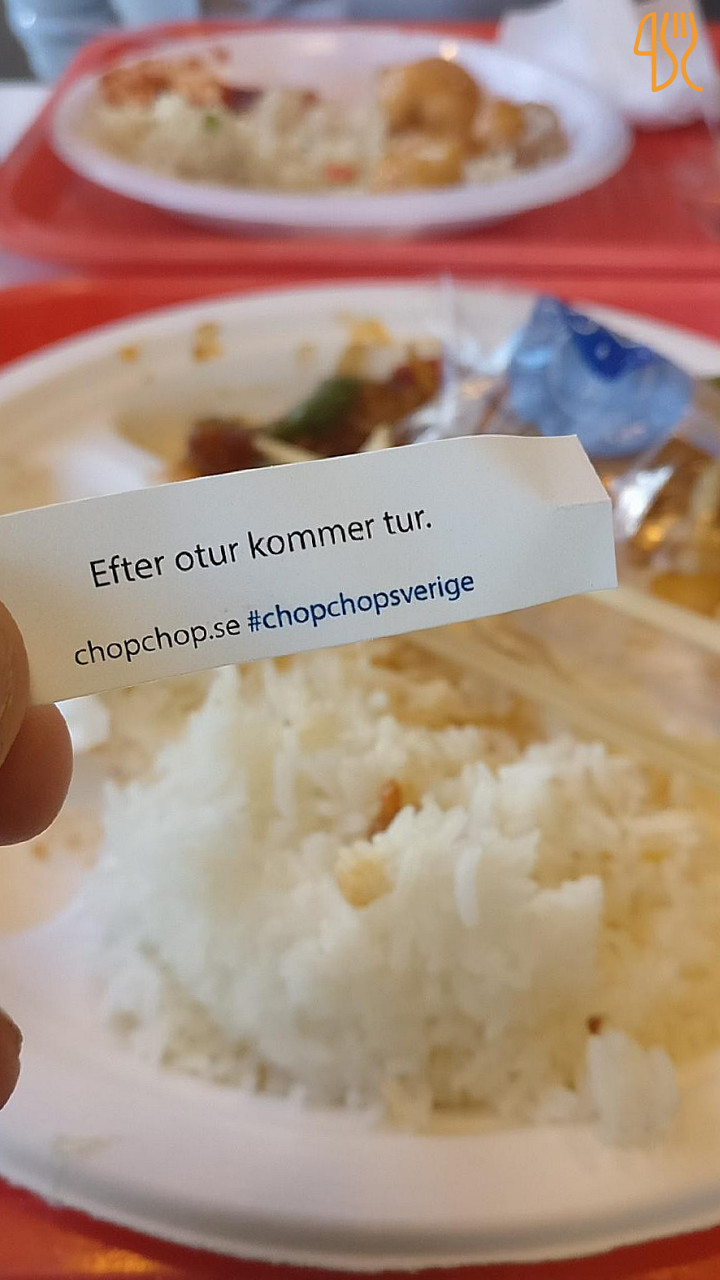 Efter otur kommer tur.
chopchop.se #chopchopsverige